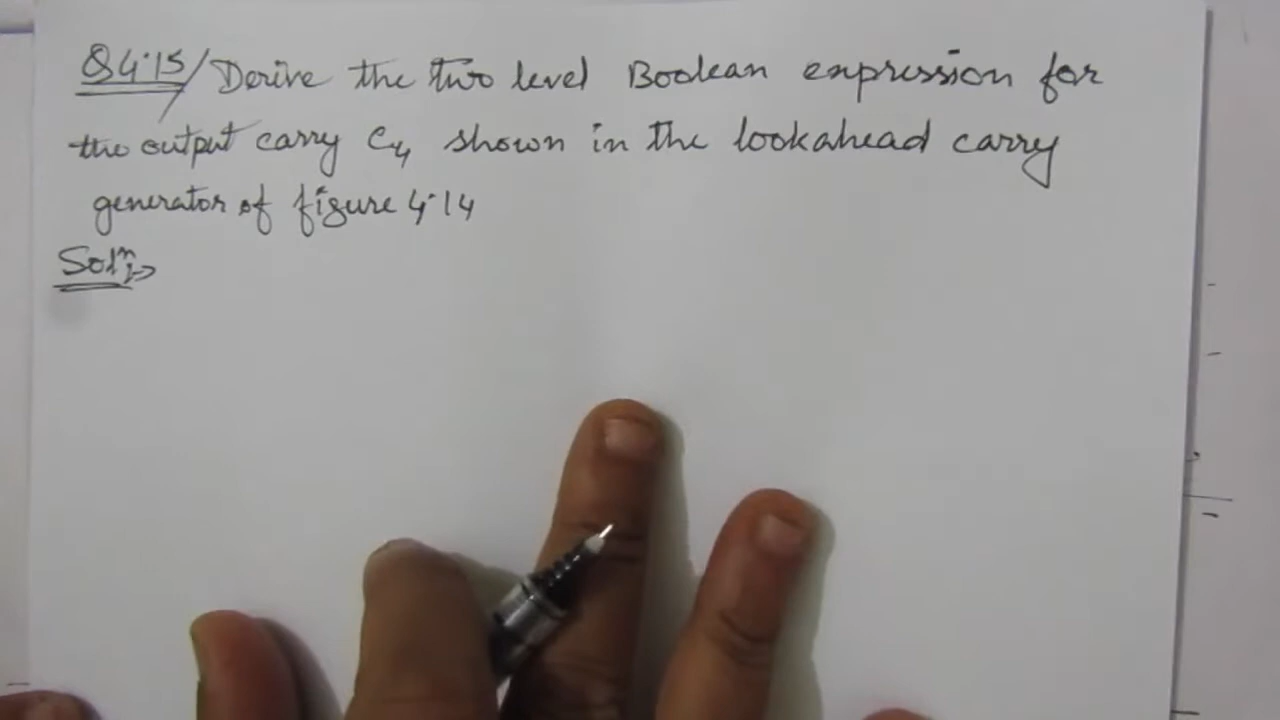 Q4.15/ Derive the two level Boolean expression for
the output carry C4 shown in the lookahead carry
generator of figure 4.14
Solⁿ:->